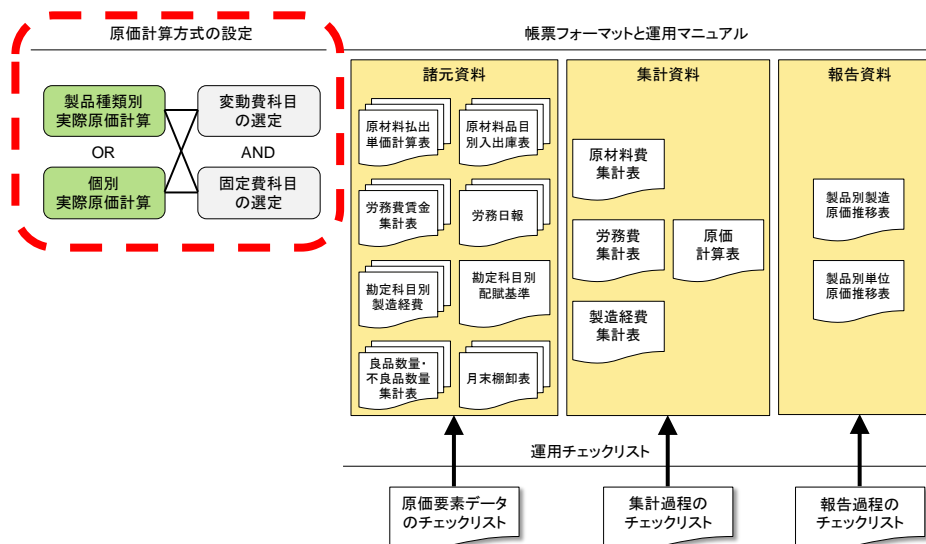 原価計算方式の設定
製品種類別
実際原価計算
OR
個別
実際原価計算
変動費科目
の選定
AND
固定費科目
の選定
帳票フォーマットと運用マニュアル
諸元資料
原材料払出
単価計算表
原材料品目
別入出庫表
労務費賃金
集計表
労務日報
勘定科目別
製造経費
勘定科目別
配賦基準
良品数量・
不良品数量
集計表
月末棚卸表
集計資料
原材料費
集計表
労務費
集計表
原価
計算表
製造経費
集計表
報告資料
製品別製造
原価推移表
製品別単位
原価推移表
運用チェックリスト
原価要素データ
のチェックリスト
集計過程の
チェックリスト
報告過程の
チェックリスト